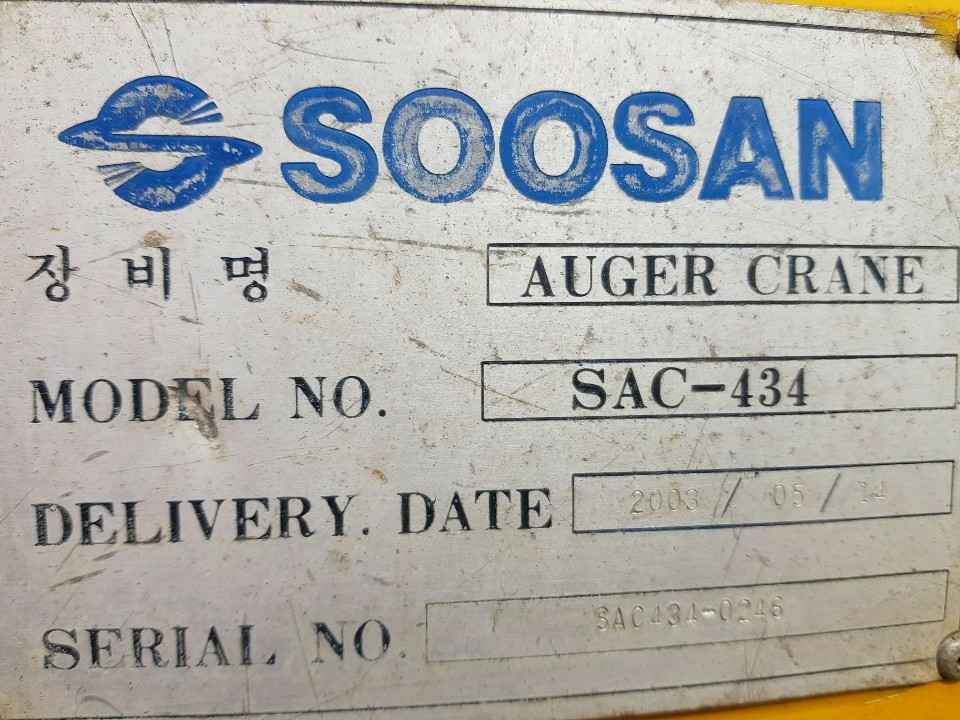 SOOSAN
장 비 명 AUGER CRANE
MODEL NO. SAC-434
DELIVERY. DATE 2003 / 05 / 14
SERIAL NO. SAC434-0246